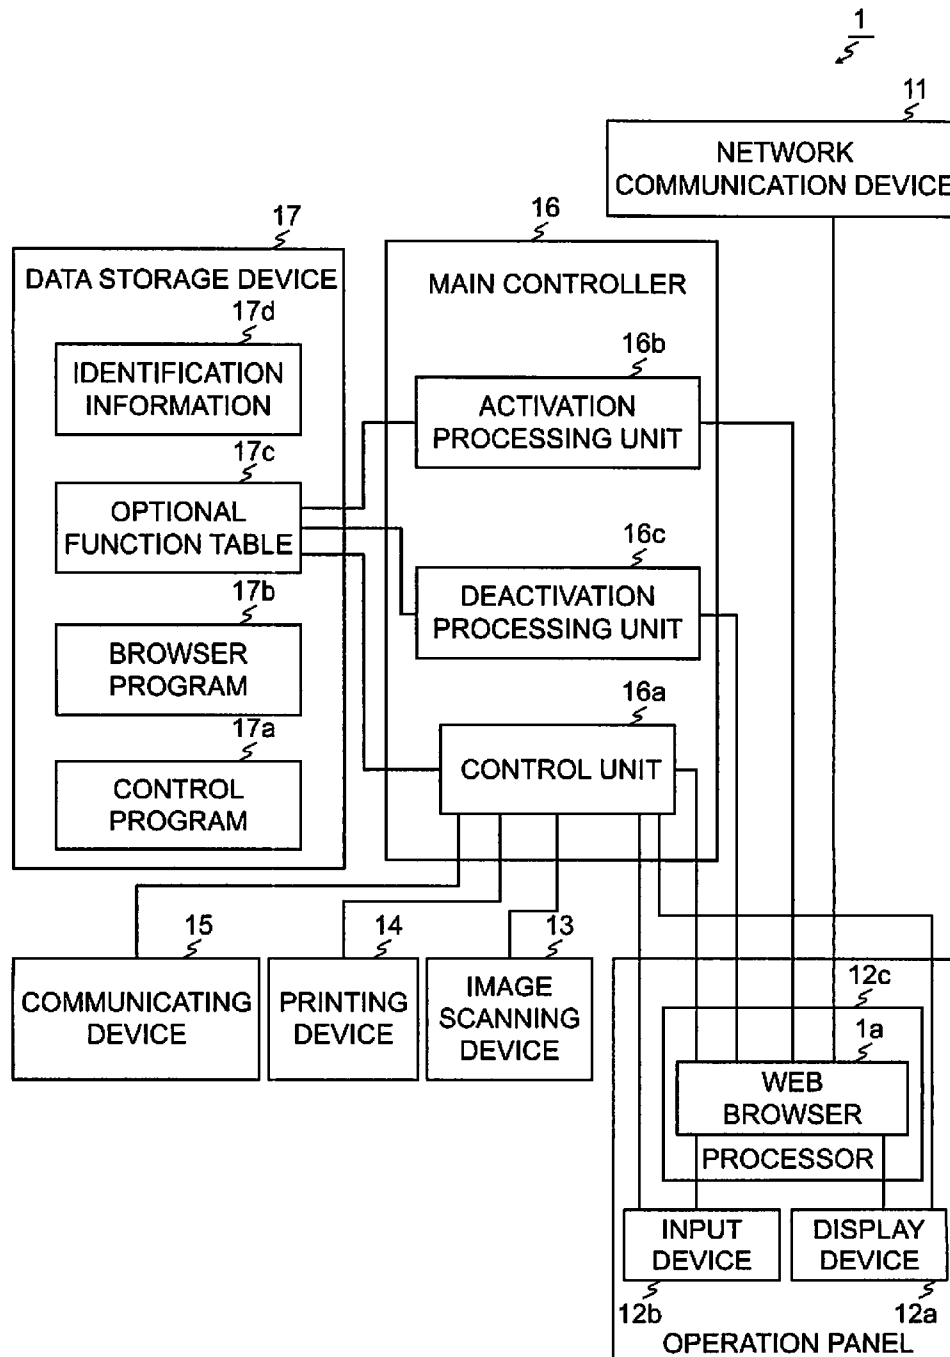 1
11
NETWORK
COMMUNICATION DEVICE
17
DATA STORAGE DEVICE
17d
IDENTIFICATION
INFORMATION
17c
OPTIONAL
FUNCTION TABLE
17b
BROWSER
PROGRAM
17a
CONTROL
PROGRAM
16
MAIN CONTROLLER
16b
ACTIVATION
PROCESSING UNIT
16c
DEACTIVATION
PROCESSING UNIT
16a
CONTROL UNIT
15
COMMUNICATING
DEVICE
14
PRINTING
DEVICE
13
IMAGE
SCANNING
DEVICE
12c
1a
WEB
BROWSER
PROCESSOR
INPUT
DEVICE
12b
DISPLAY
DEVICE
12a
OPERATION PANEL